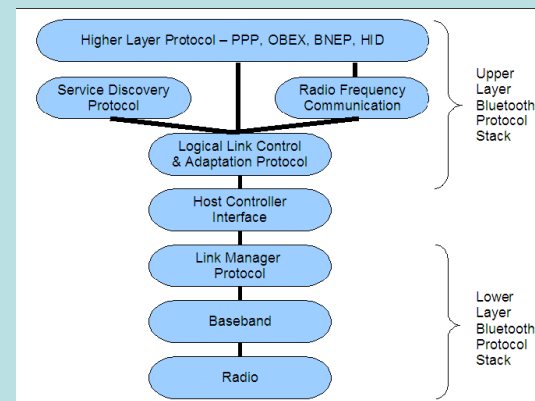 Higher Layer Protocol – PPP, OBEX, BNEP, HID
Service Discovery
Protocol
Radio Frequency
Communication
Logical Link Control
& Adaptation Protocol
Upper
Layer
Bluetooth
Protocol
Stack
Host Controller
Interface
Link Manager
Protocol
Baseband
Radio
Lower
Layer
Bluetooth
Protocol
Stack